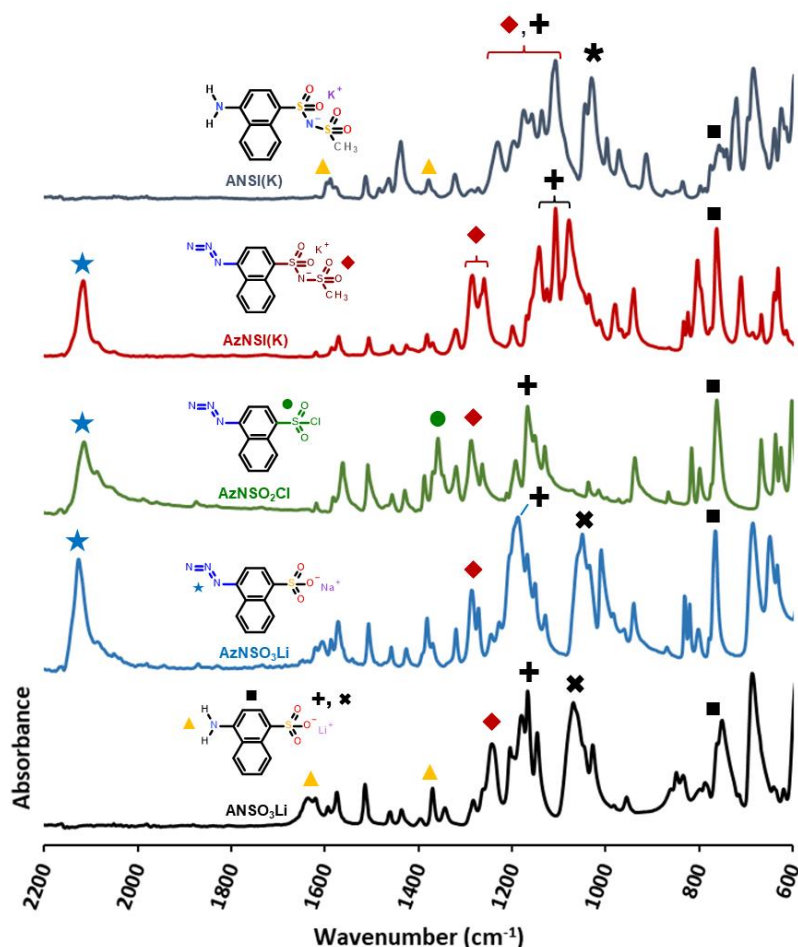 K⁺
H N H S O O N⁻ S O O CH₃
ANSI(K)
N=N=N S O O K⁺ N⁻ S O O CH₃
AzNSI(K)
N=N=N O S Cl O
AzNSO₂Cl
N=N=N O S O⁻ Na⁺ O
AzNSO₃Li
H N H O S O⁻ Li⁺ O
ANSO₃Li
Absorbance
2200 2000 1800 1600 1400 1200 1000 800 600
Wavenumber (cm⁻¹)